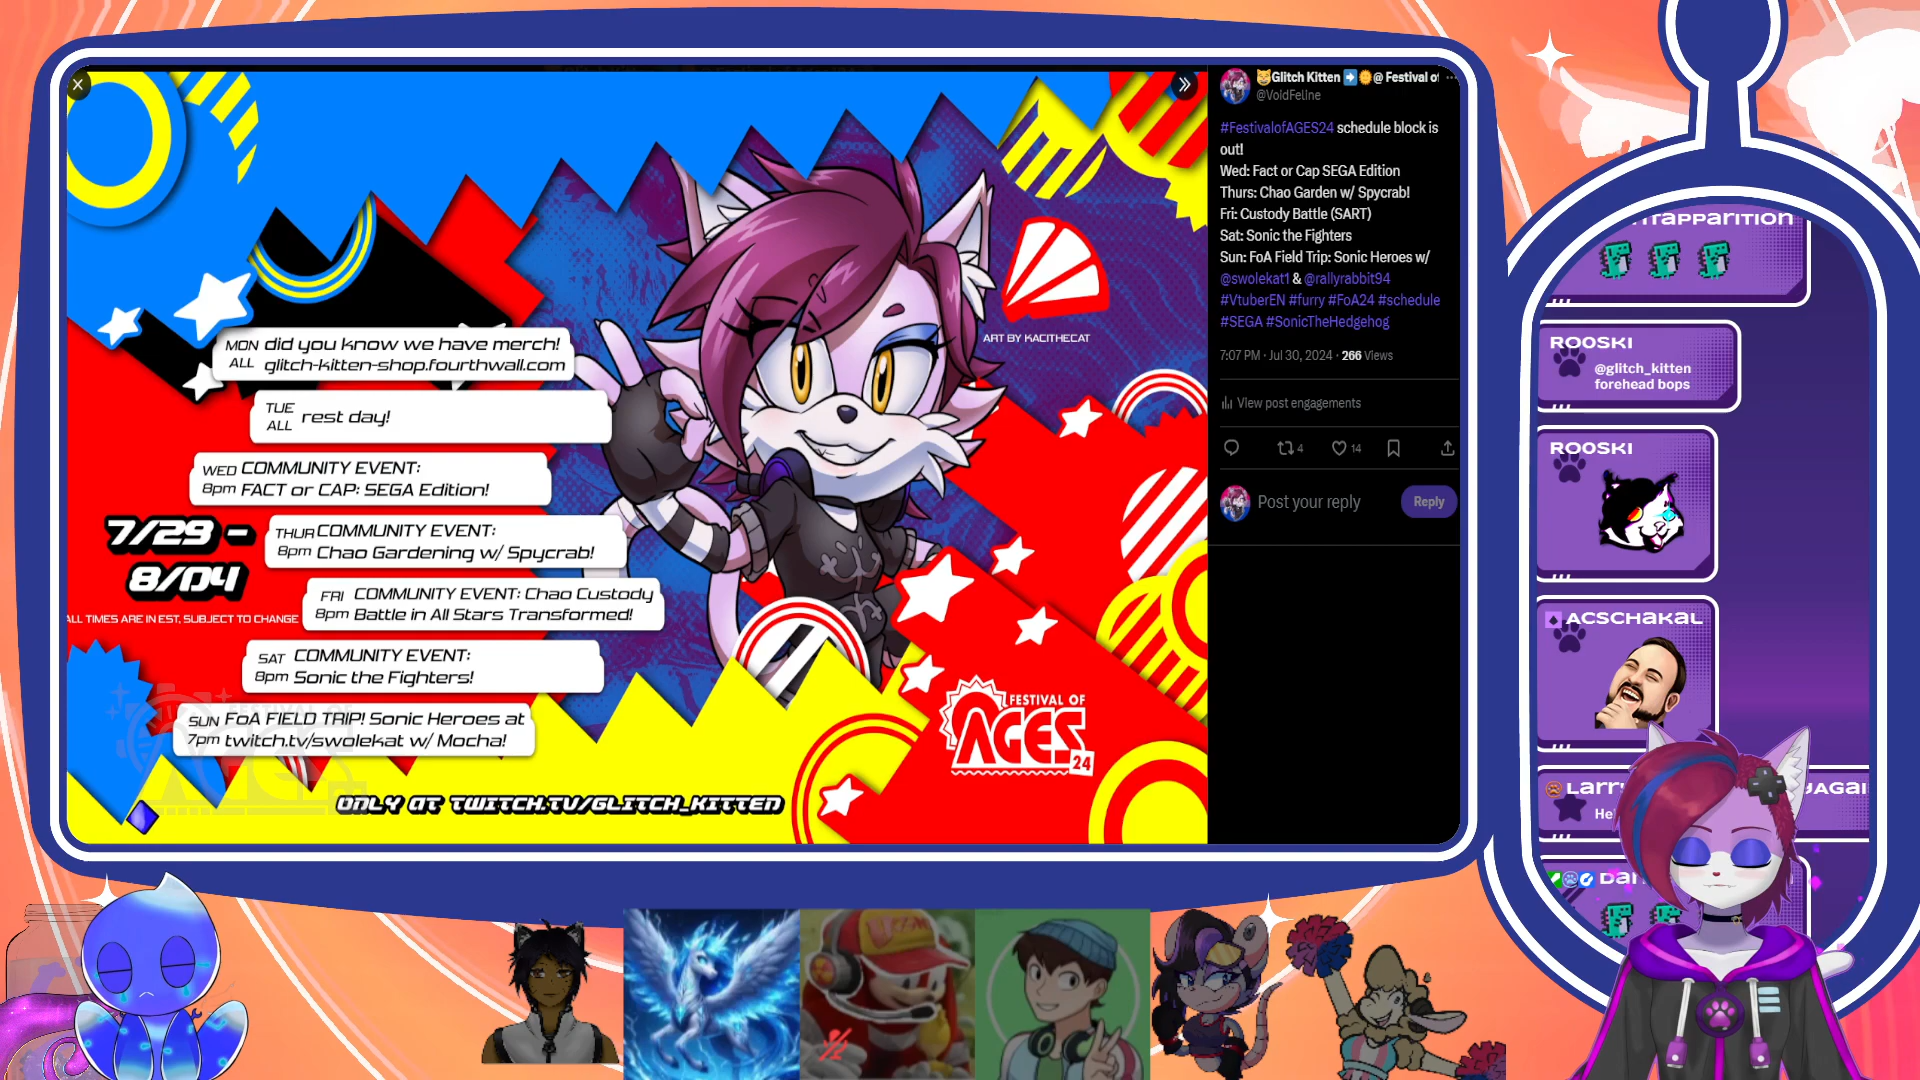 MON did you know we have merch!
ALL glitch-kitten-shop.fourthwall.com
TUE
ALL rest day!
WED COMMUNITY EVENT:
8pm FACT or CAP: SEGA Edition!
7/29 -
8/04
THUR COMMUNITY EVENT:
8pm Chao Gardening w/ Spycrab!
FRI COMMUNITY EVENT: Chao Custody
8pm Battle in All Stars Transformed!
ALL TIMES ARE IN EST, SUBJECT TO CHANGE
SAT COMMUNITY EVENT:
8pm Sonic the Fighters!
SUN FoA FIELD TRIP! Sonic Heroes at
7pm twitch.tv/swolekat w/ Mocha!
ONLY AT TWITCH.TV/GLITCH_KITTEN
ART BY KACITHECAT
FESTIVAL OF
AGES
24
Glitch Kitten @ Festival of
@VoidFel1ne
#FestivalofAGES24 schedule block is
out!
Wed: Fact or Cap SEGA Edition
Thurs: Chao Garden w/ Spycrab!
Fri: Custody Battle (SART)
Sat: Sonic the Fighters
Sun: FoA Field Trip: Sonic Heroes w/
@swolekat1 & @rallyrabbit94
#VtuberEN #furry #FoA24 #schedule
#SEGA #SonicTheHedgehog
7:07 PM · Jul 30, 2024 · 266 Views
View post engagements
4
14
Post your reply
Reply
ROOSKI
@glitch_kitten
forehead bops
ROOSKI
ACSCHAKAL